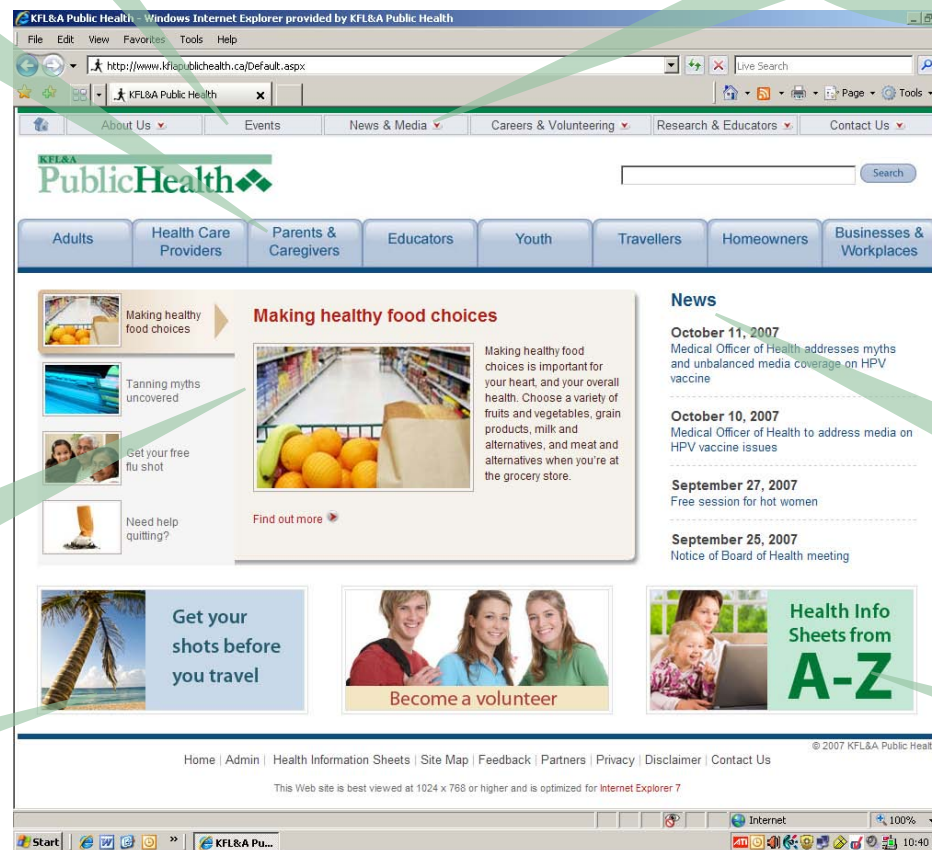 KFL&A Public Health - Windows Internet Explorer provided by KFL&A Public Health
File Edit View Favorites Tools Help
http://www.kflapublichealth.ca/Default.aspx
Live Search
KFL&A Public Health
Page Tools
About Us Events News & Media Careers & Volunteering Research & Educators Contact Us
KFL&A
PublicHealth
Search
Adults
Health Care
Providers
Parents &
Caregivers
Educators
Youth
Travellers
Homeowners
Businesses &
Workplaces
Making healthy
food choices
Tanning myths
uncovered
Get your free
flu shot
Need help
quitting?
Making healthy food choices
Making healthy food
choices is important for
your heart, and your overall
health. Choose a variety of
fruits and vegetables, grain
products, milk and
alternatives, and meat and
alternatives when you're at
the grocery store.
Find out more
News
October 11, 2007
Medical Officer of Health addresses myths
and unbalanced media coverage on HPV
vaccine
October 10, 2007
Medical Officer of Health to address media on
HPV vaccine issues
September 27, 2007
Free session for hot women
September 25, 2007
Notice of Board of Health meeting
Get your
shots before
you travel
Become a volunteer
Health Info
Sheets from
A-Z
© 2007 KFL&A Public Healt
Home | Admin | Health Information Sheets | Site Map | Feedback | Partners | Privacy | Disclaimer | Contact Us
This Web site is best viewed at 1024 x 768 or higher and is optimized for Internet Explorer 7
Internet 100%
Start KFL&A Pu... 10:40